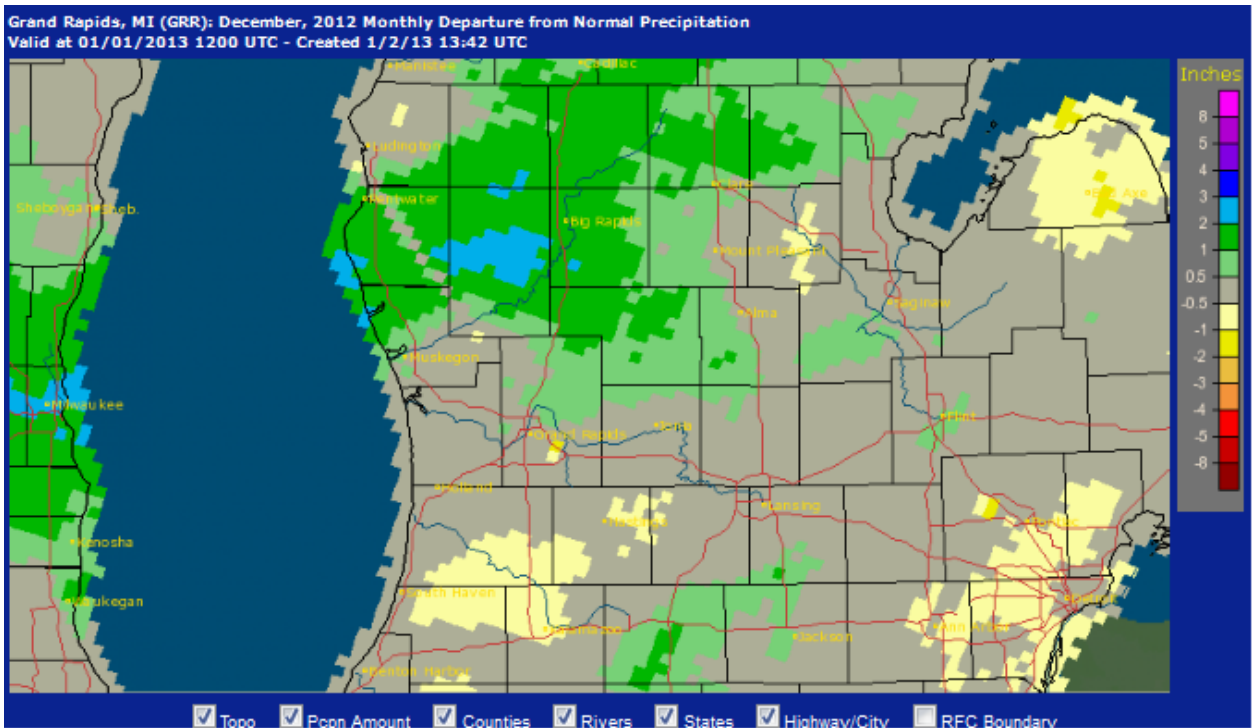 Grand Rapids, MI (GRR): December, 2012 Monthly Departure from Normal Precipitation
Valid at 01/01/2013 1200 UTC - Created 1/2/13 13:42 UTC
Manistee
Cadillac
Inches
8
5
4
3
2
1
0.5
-0.5
-1
-2
-3
-4
-5
-8
Ludington
Clare
Pentwater
Bad Axe
Sheboygan Sheb.
Big Rapids
Mount Pleasant
Saginaw
Alma
Muskegon
Milwaukee
Flint
Grand Rapids
Ionia
Holland
Lansing
Hastings
Pontiac
Kenosha
South Haven
Waukegan
Detroit
Kalamazoo
Ann Arbor
Jackson
Benton Harbor
Topo Pcpn Amount Counties Rivers States Highway/City RFC Boundary